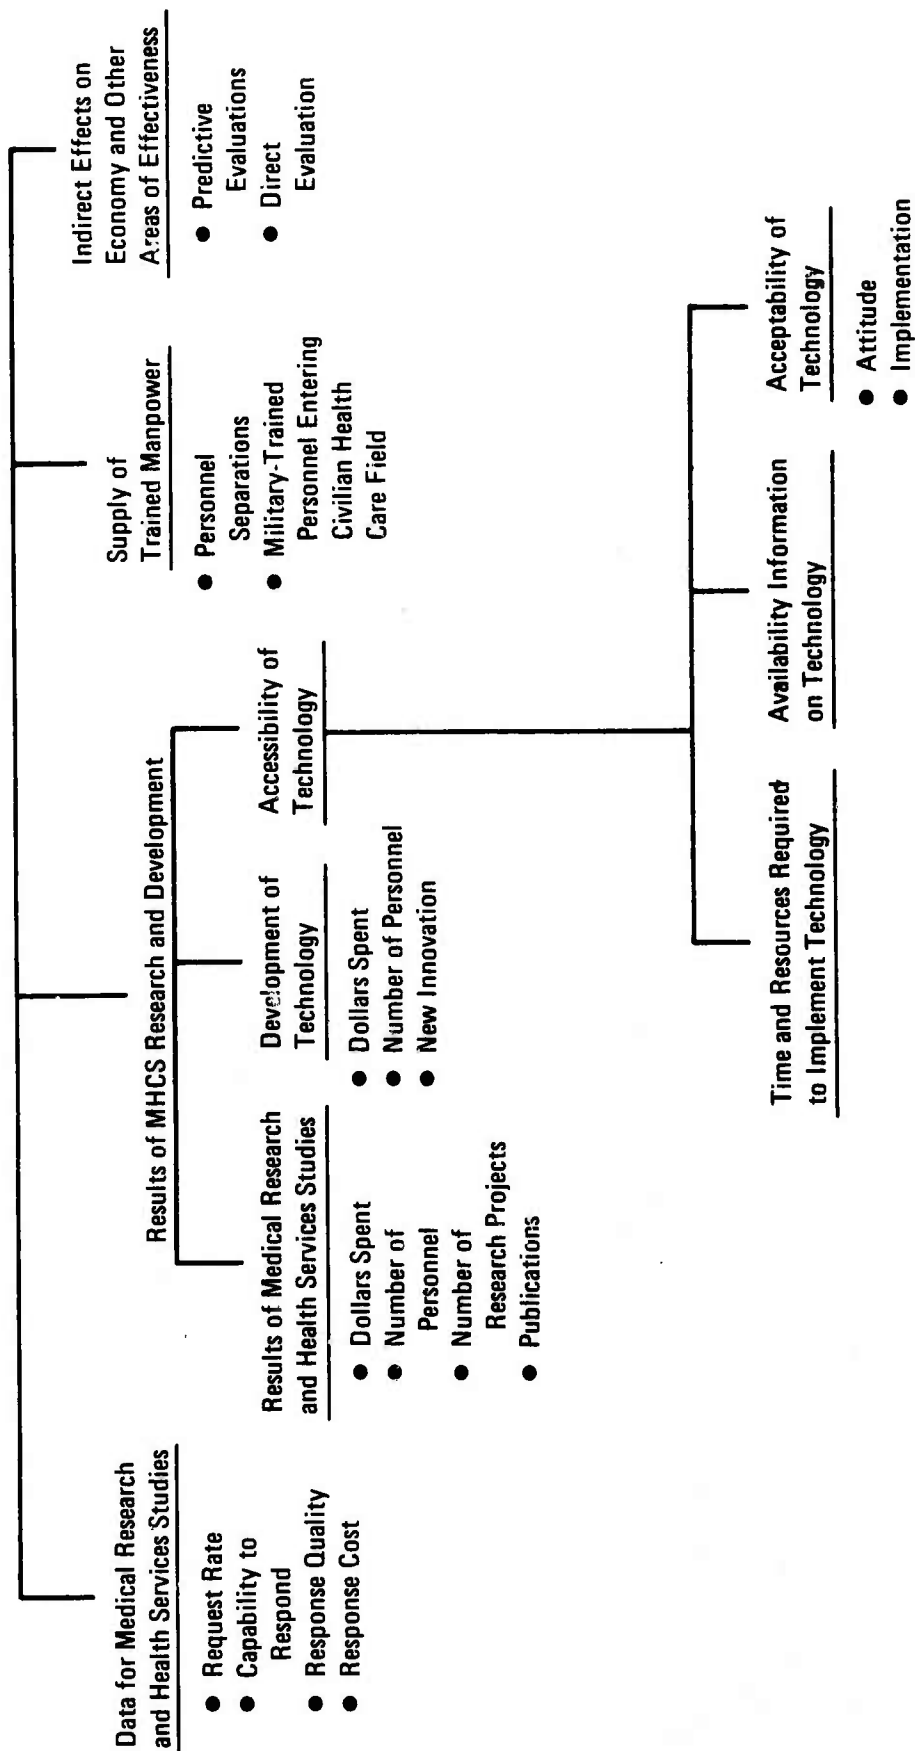 Data for Medical Research
and Health Services Studies
● Request Rate
● Capability to
Respond
● Response Quality
● Response Cost
Results of MHCS Research and Development
Results of Medical Research
and Health Services Studies
● Dollars Spent
● Number of
Personnel
● Number of
Research Projects
● Publications
Development of
Technology
● Dollars Spent
● Number of Personnel
● New Innovation
Accessibility of
Technology
Time and Resources Required
to Implement Technology
Availability Information
on Technology
Acceptability of
Technology
● Attitude
● Implementation
Supply of
Trained Manpower
● Personnel
Separations
● Military-Trained
Personnel Entering
Civilian Health
Care Field
Indirect Effects on
Economy and Other
Areas of Effectiveness
● Predictive
Evaluations
● Direct
Evaluation